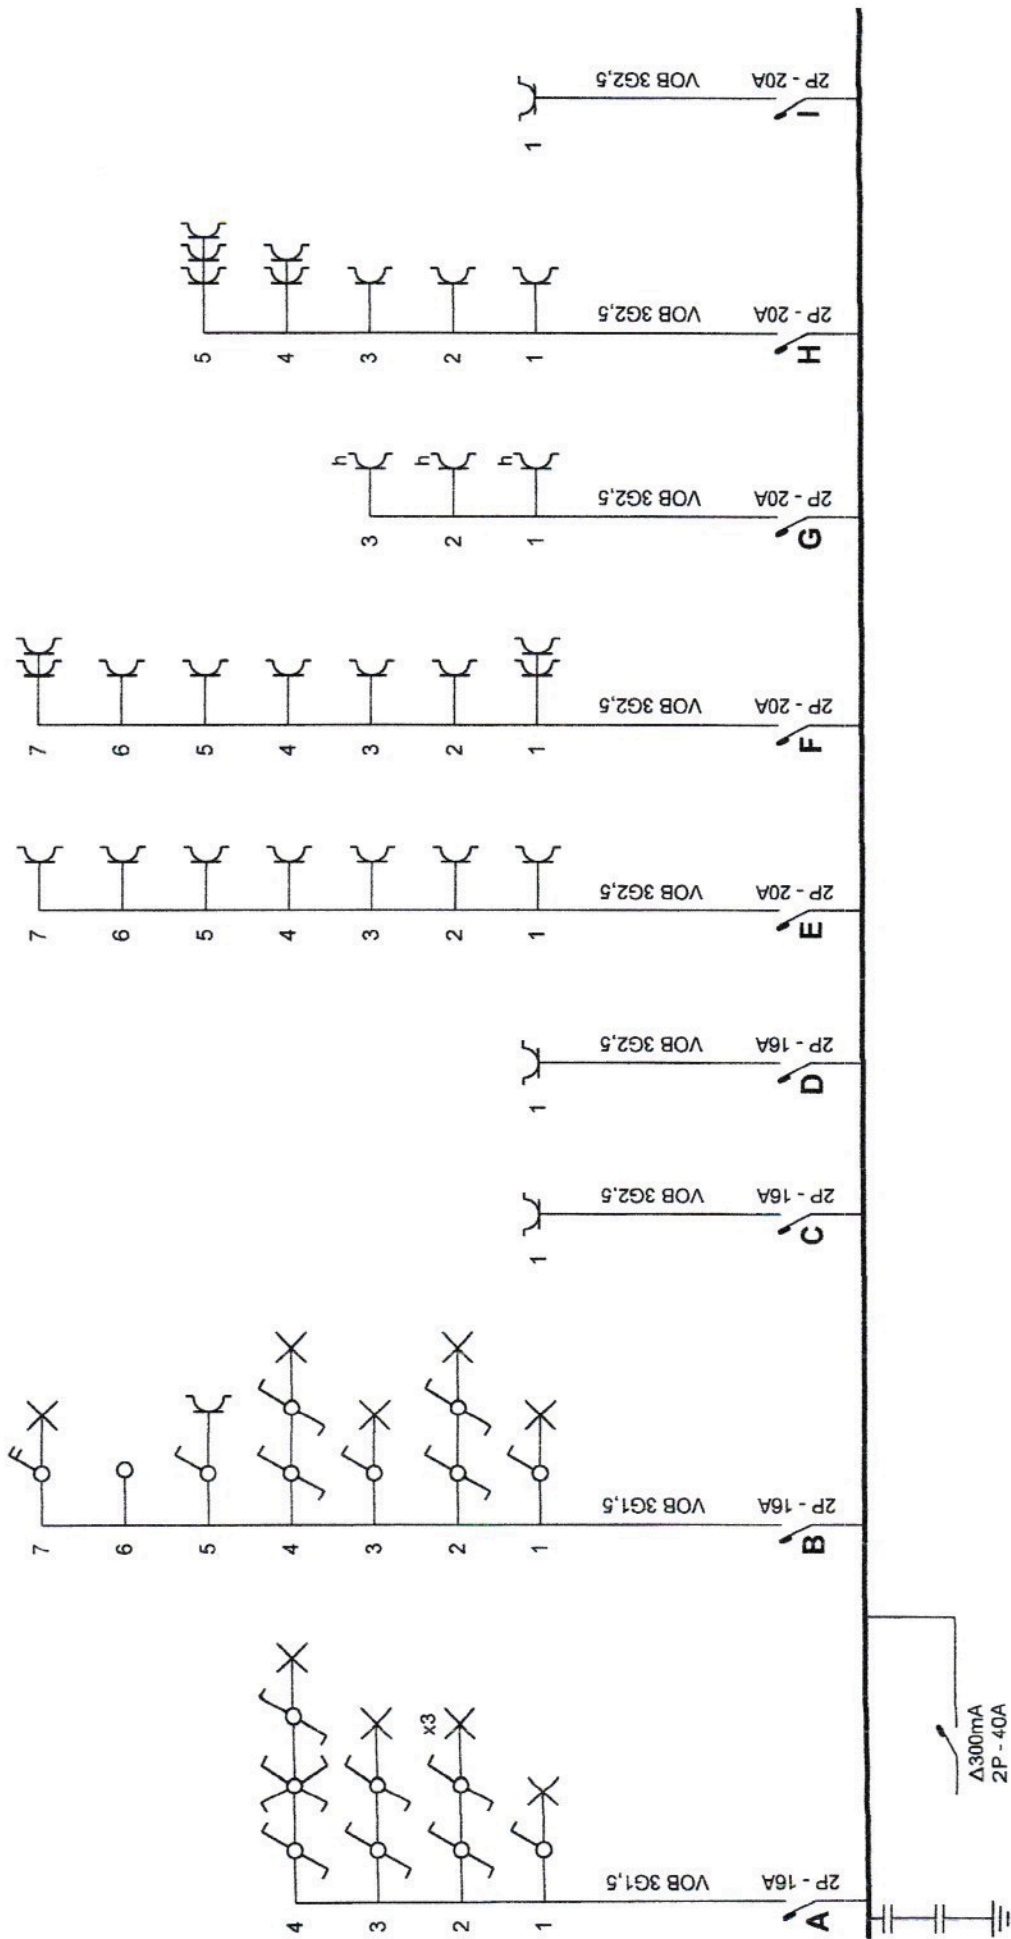 4
3
2
x3
1
VOB 3G1,5
2P - 16A
A
Δ300mA
2P - 40A
7
F
6
5
4
3
2
1
VOB 3G1,5
2P - 16A
B
1
VOB 3G2,5
2P - 16A
C
1
VOB 3G2,5
2P - 16A
D
7
6
5
4
3
2
1
VOB 3G2,5
2P - 20A
E
7
6
5
4
3
2
1
VOB 3G2,5
2P - 20A
F
h
3
h
2
h
1
VOB 3G2,5
2P - 20A
G
5
4
3
2
1
VOB 3G2,5
2P - 20A
H
1
VOB 3G2,5
2P - 20A
I